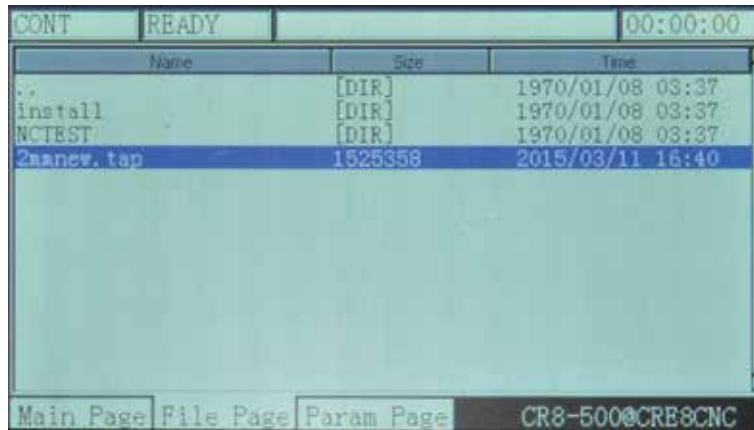 CONT READY 00:00:00
Name Size Time
.. [DIR] 1970/01/08 03:37
install [DIR] 1970/01/08 03:37
NCTEST [DIR] 1970/01/08 03:37
2mmnew.tap 1525358 2015/03/11 16:40
Main Page File Page Param Page CR8-500@CRE8CNC